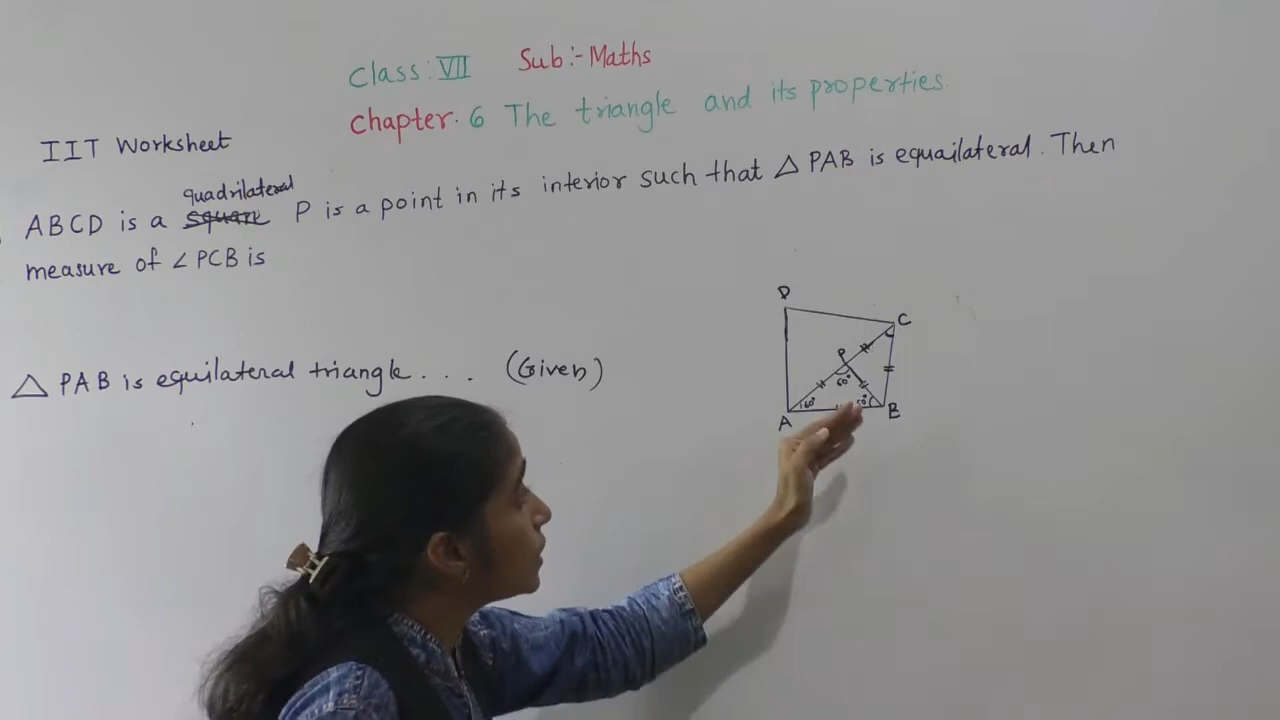 Class: VII Sub:- Maths
Chapter. 6 The triangle and its properties.
IIT Worksheet
quadrilateral
ABCD is a square P is a point in its interior such that △ PAB is equailateral. Then
measure of ∠ PCB is
△ PAB is equilateral triangle. . . (Given)
D
C
P
60°
60°
A
B